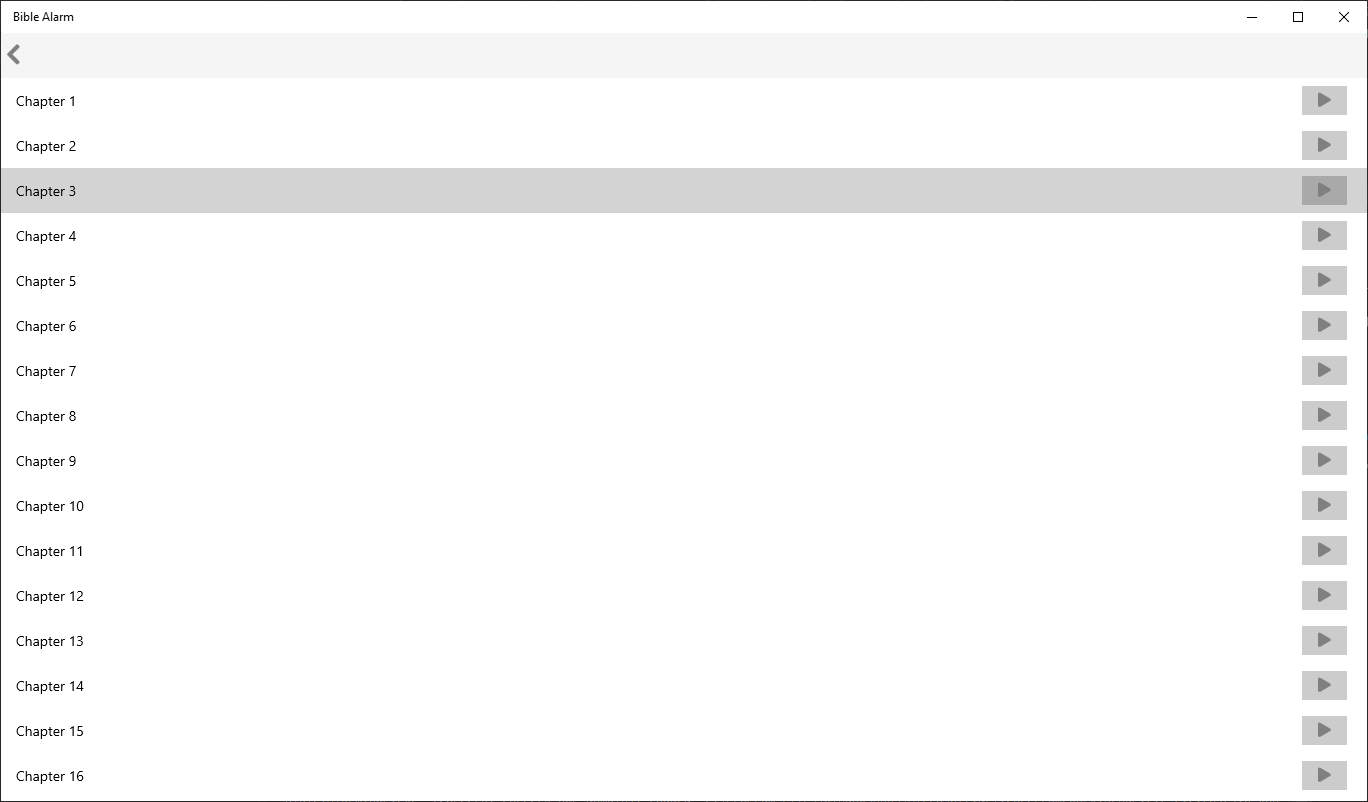 Bible Alarm
Chapter 1
Chapter 2
Chapter 3
Chapter 4
Chapter 5
Chapter 6
Chapter 7
Chapter 8
Chapter 9
Chapter 10
Chapter 11
Chapter 12
Chapter 13
Chapter 14
Chapter 15
Chapter 16